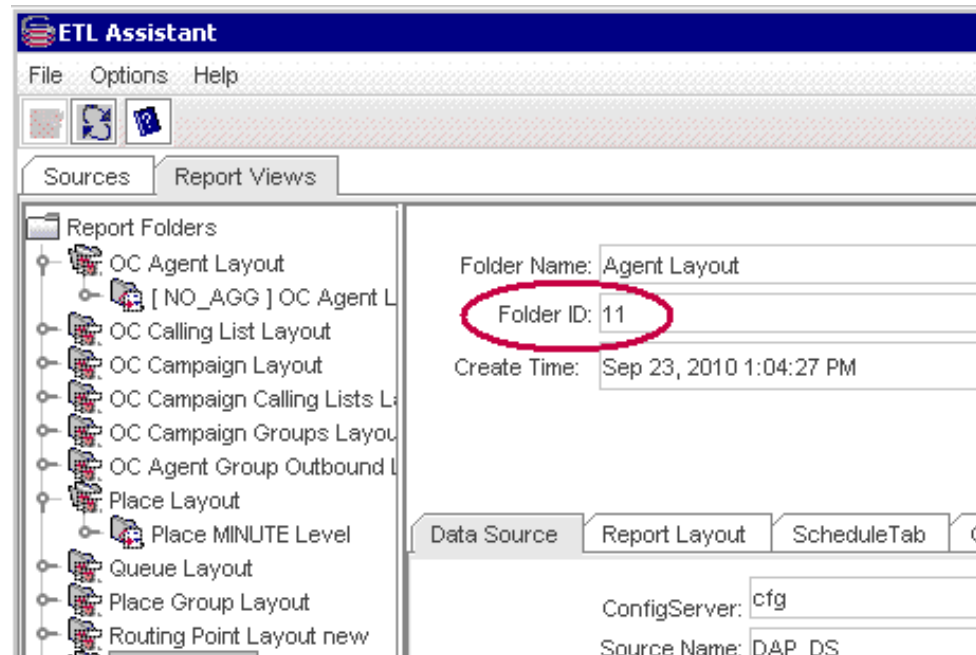 ETL Assistant
File Options Help
Sources Report Views
Report Folders
OC Agent Layout
[ NO_AGG ] OC Agent L
OC Calling List Layout
OC Campaign Layout
OC Campaign Calling Lists
OC Campaign Groups Layou
OC Agent Group Outbound
Place Layout
Place MINUTE Level
Queue Layout
Place Group Layout
Routing Point Layout new
Folder Name: Agent Layout
Folder ID: 11
Create Time: Sep 23, 2010 1:04:27 PM
Data Source Report Layout ScheduleTab
ConfigServer: cfg
Source Name: DAP_DS